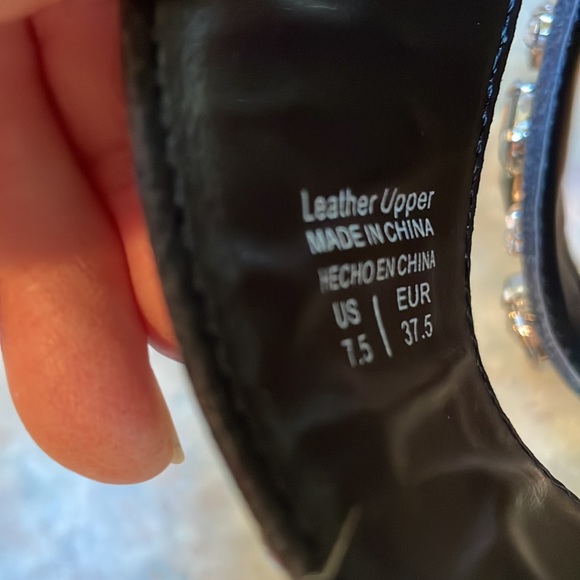 Leather Upper
MADE IN CHINA
HECHO EN CHINA
US | EUR
7.5 | 37.5